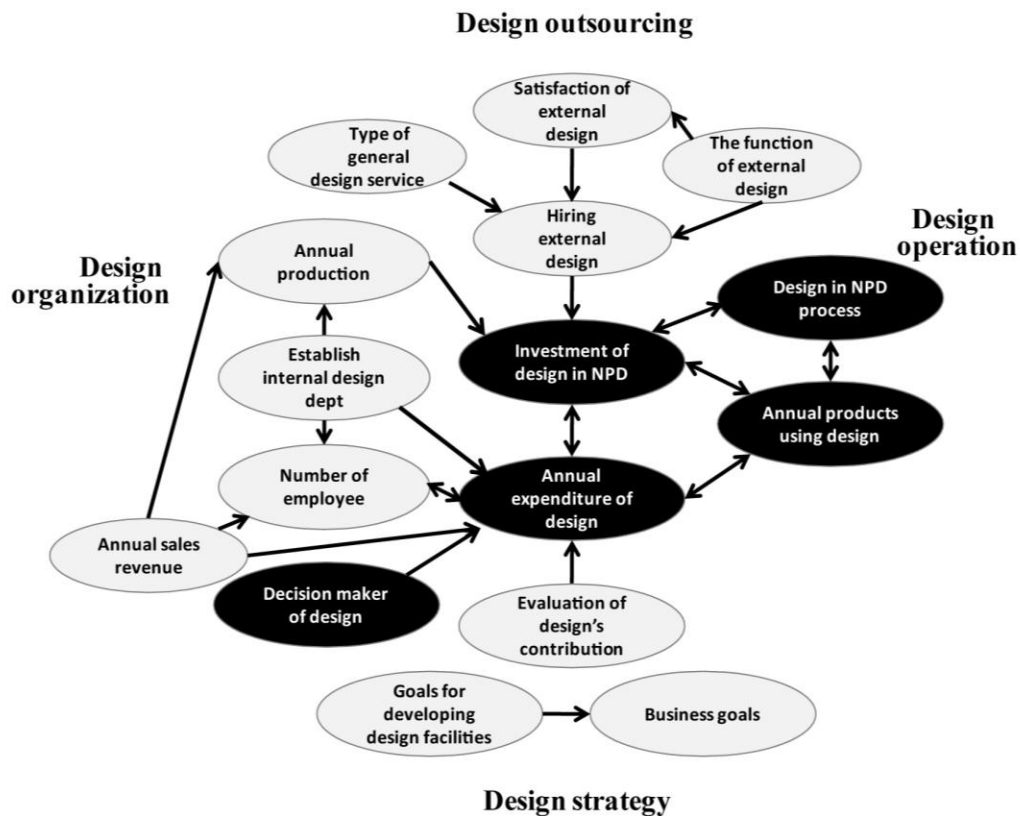 Design outsourcing
Satisfaction of
external
design
Type of
general
design service
The function
of external
design
Hiring
external
design
Design
operation
Annual
production
Design
organization
Design in NPD
process
Establish
internal design
dept
Investment of
design in NPD
Annual products
using design
Number of
employee
Annual
expenditure of
design
Annual sales
revenue
Decision maker
of design
Evaluation of
design's
contribution
Goals for
developing
design facilities
Business goals
Design strategy